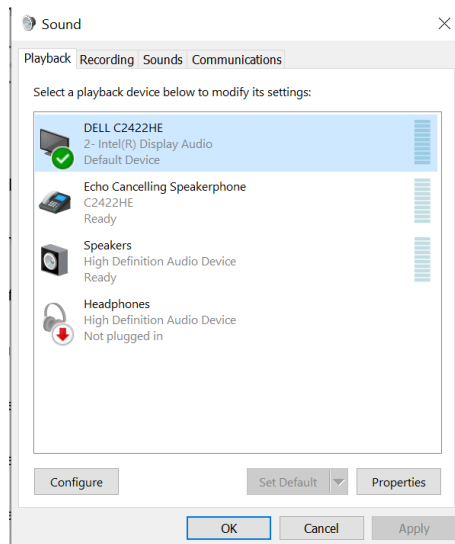 Sound
Playback Recording Sounds Communications
Select a playback device below to modify its settings:
DELL C2422HE
2- Intel(R) Display Audio
Default Device
Echo Cancelling Speakerphone
C2422HE
Ready
Speakers
High Definition Audio Device
Ready
Headphones
High Definition Audio Device
Not plugged in
Configure Set Default Properties
OK Cancel Apply